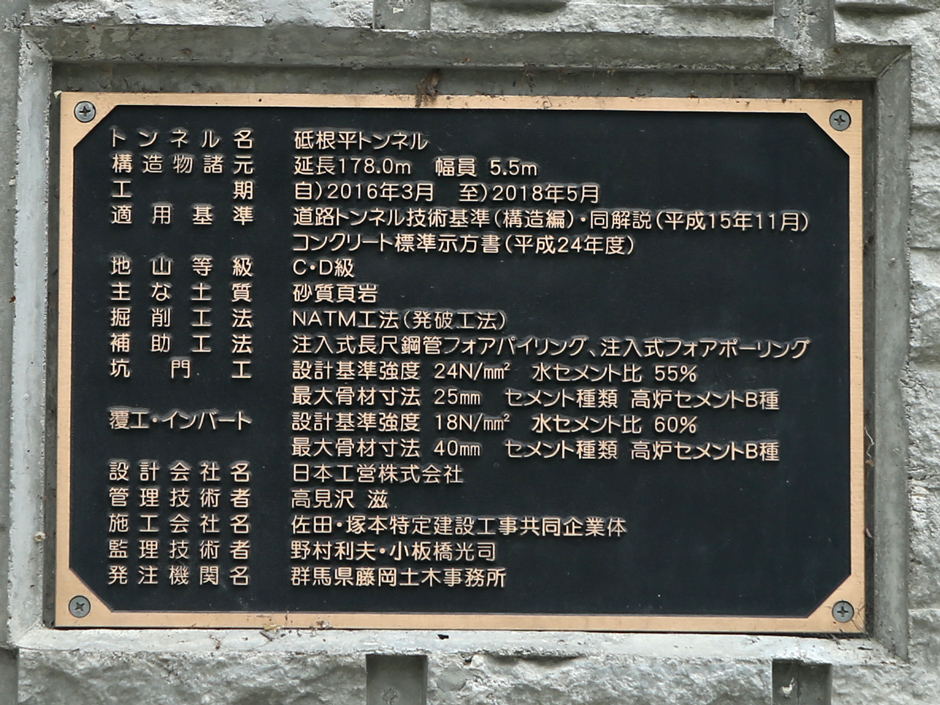 トンネル名 砥根平トンネル
構造物諸元 延長178.0m 幅員 5.5m
工期 自)2016年3月 至)2018年5月
適用基準 道路トンネル技術基準(構造編)・同解説(平成15年11月)
コンクリート標準示方書(平成24年度)
地山等級 C・D級
主な土質 砂質頁岩
掘削工法 NATM工法(発破工法)
補助工法 注入式長尺鋼管フォアパイリング、注入式フォアポーリング
坑門工 設計基準強度 24N/mm² 水セメント比 55%
最大骨材寸法 25mm セメント種類 高炉セメントB種
覆工・インバート 設計基準強度 18N/mm² 水セメント比 60%
最大骨材寸法 40mm セメント種類 高炉セメントB種
設計会社名 日本工営株式会社
管理技術者 高見沢 滋
施工会社名 佐田・塚本特定建設工事共同企業体
監理技術者 野村利夫・小板橋光司
発注機関名 群馬県藤岡土木事務所